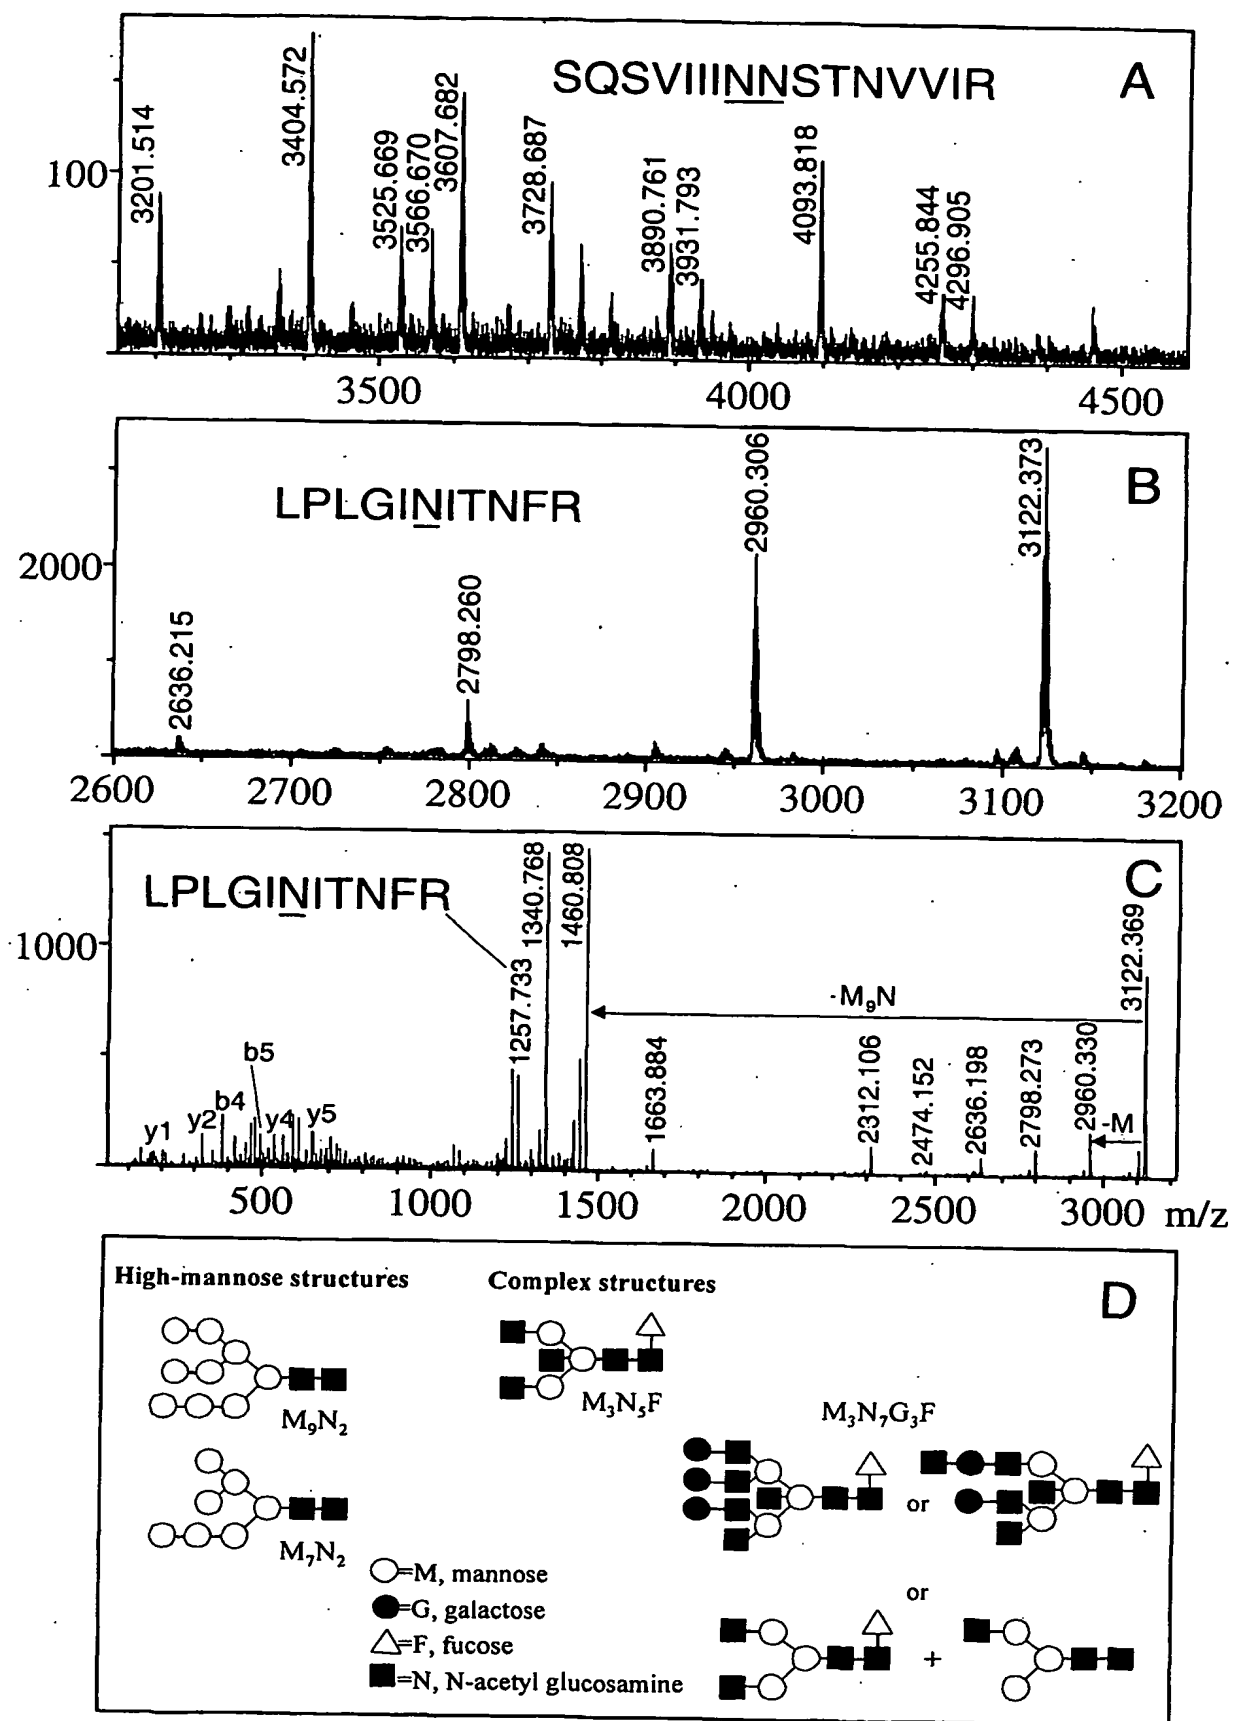 SQSVIIINNSTNVVIR
A
3201.514
3404.572
3525.669
3566.670
3607.682
3728.687
3890.761
3931.793
4093.818
4255.844
4296.905
100
3500
4000
4500
B
LPLGINITNFR
2636.215
2798.260
2960.306
3122.373
2000
2600
2700
2800
2900
3000
3100
3200
C
LPLGINITNFR
1257.733
1340.768
1460.808
1663.884
2312.106
2474.152
2636.198
2798.273
2960.330
3122.369
-M₉N
-M
1000
y1
y2
b4
b5
y4
y5
500
1000
1500
2000
2500
3000
m/z
High-mannose structures
Complex structures
D
M₉N₂
M₃N₅F
M₃N₇G₃F
or
M₇N₂
=M, mannose
=G, galactose
=F, fucose
=N, N-acetyl glucosamine
or
+